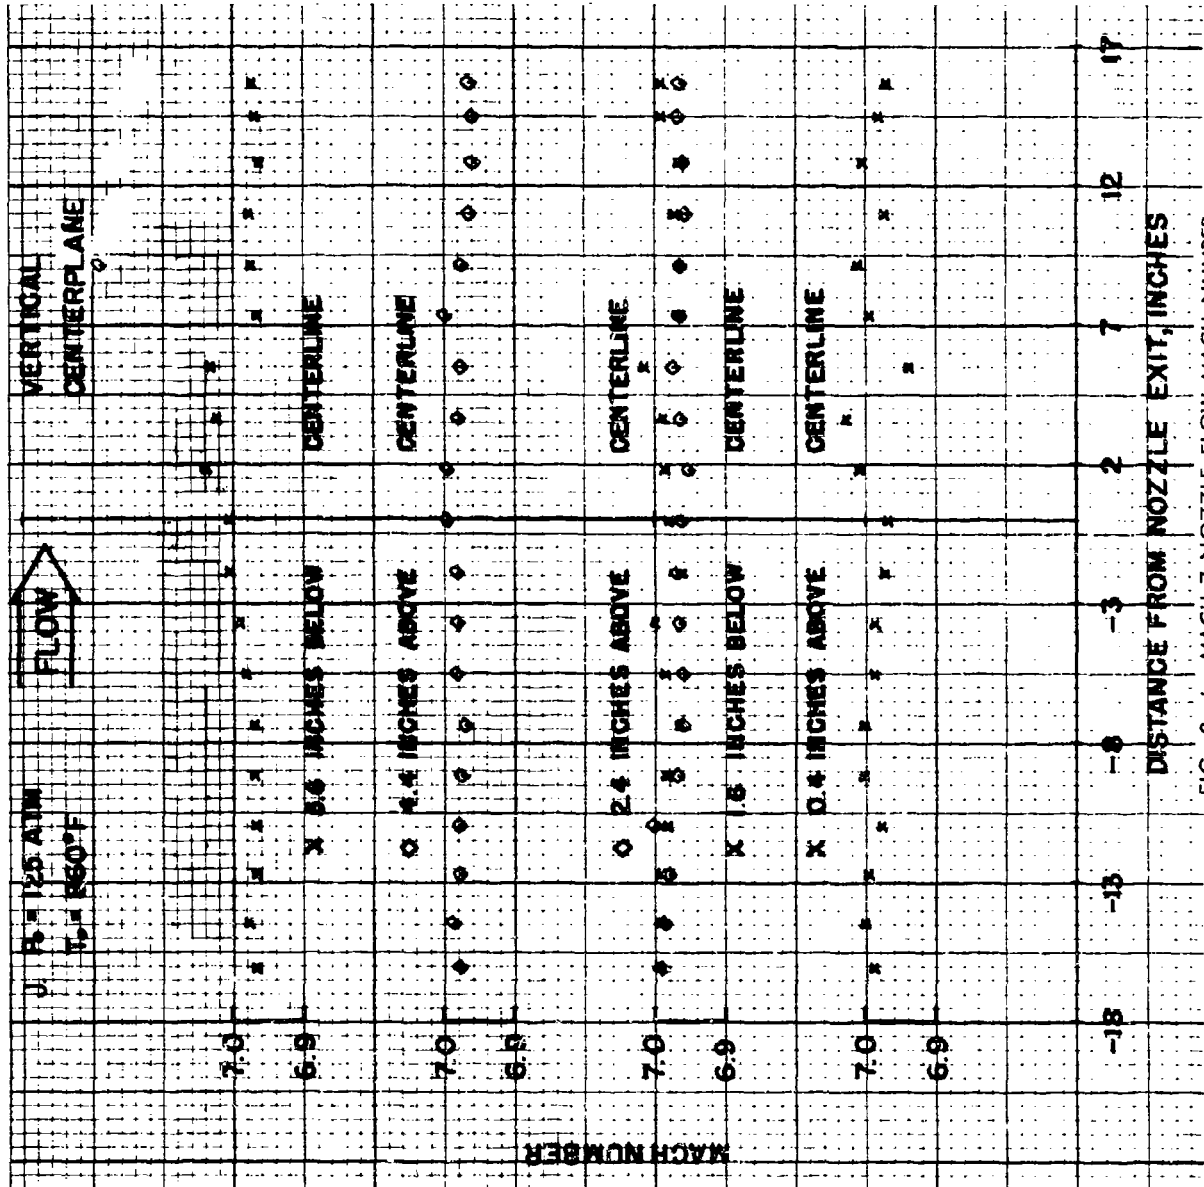 J. P₀ = 125 ATM
T₀ = 1260°F
FLOW
VERTICAL
CENTERPLANE
7.0
6.9
X 5.6 INCHES BELOW CENTERLINE
◇ 4.4 INCHES ABOVE CENTERLINE
7.0
6.9
◇ 2.4 INCHES ABOVE CENTERLINE
7.0
X 1.6 INCHES BELOW CENTERLINE
6.9
X 0.4 INCHES ABOVE CENTERLINE
7.0
6.9
MACH NUMBER
-18 -13 -8 -3 2 7 12 17
DISTANCE FROM NOZZLE EXIT, INCHES